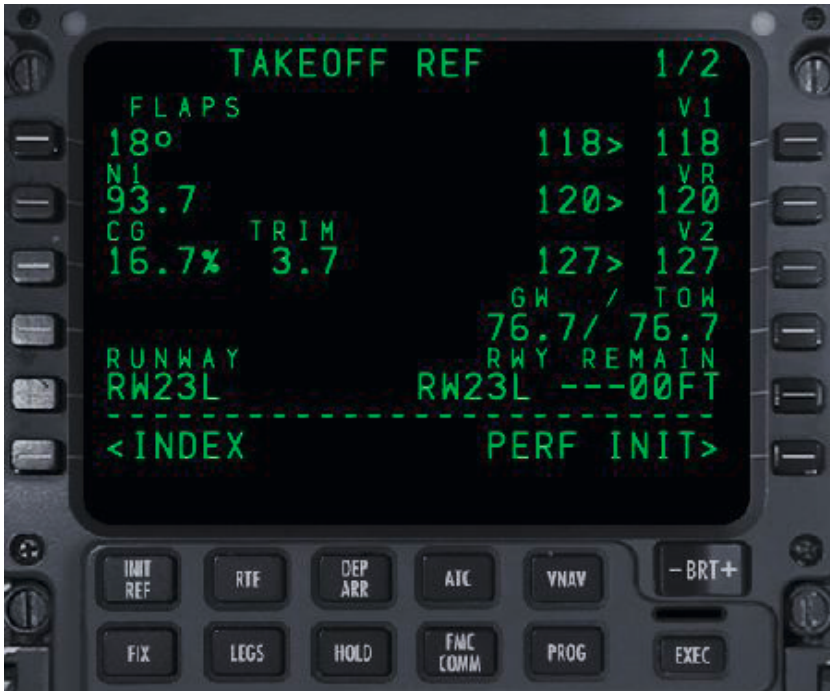 TAKEOFF REF 1/2
FLAPS V1
18° 118> 118
N1 VR
93.7 120> 120
CG TRIM V2
16.7% 3.7 127> 127
GW / TOW
76.7/ 76.7
RUNWAY RWY REMAIN
RW23L RW23L ---00FT
------------------------
<INDEX PERF INIT>
INIT REF RTE DEP ARR ATC VNAV -BRT+
FIX LEGS HOLD FMC COMM PROG EXEC